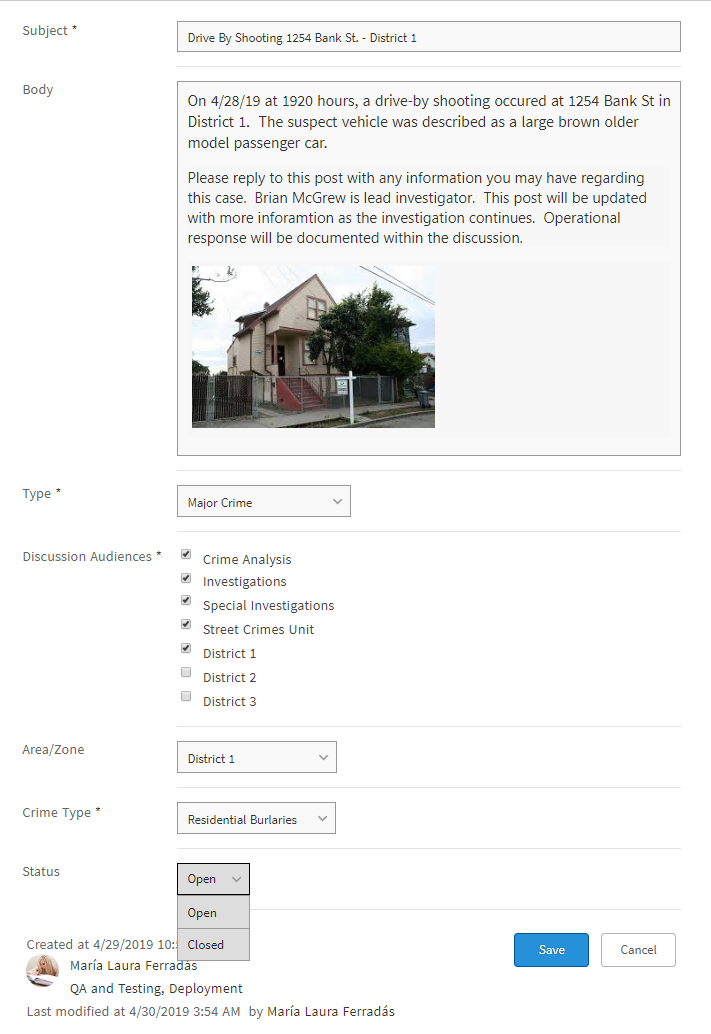 Subject *
Drive By Shooting 1254 Bank St. - District 1
Body
On 4/28/19 at 1920 hours, a drive-by shooting occured at 1254 Bank St in
District 1. The suspect vehicle was described as a large brown older
model passenger car.
Please reply to this post with any information you may have regarding
this case. Brian McGrew is lead investigator. This post will be updated
with more inforamtion as the investigation continues. Operational
response will be documented within the discussion.
Type *
Major Crime
Discussion Audiences *
Crime Analysis
Investigations
Special Investigations
Street Crimes Unit
District 1
District 2
District 3
Area/Zone
District 1
Crime Type *
Residential Burlaries
Status
Open
Open
Closed
Created at 4/29/2019
Save
Cancel
María Laura Ferradás
QA and Testing, Deployment
Last modified at 4/30/2019 3:54 AM by María Laura Ferradás